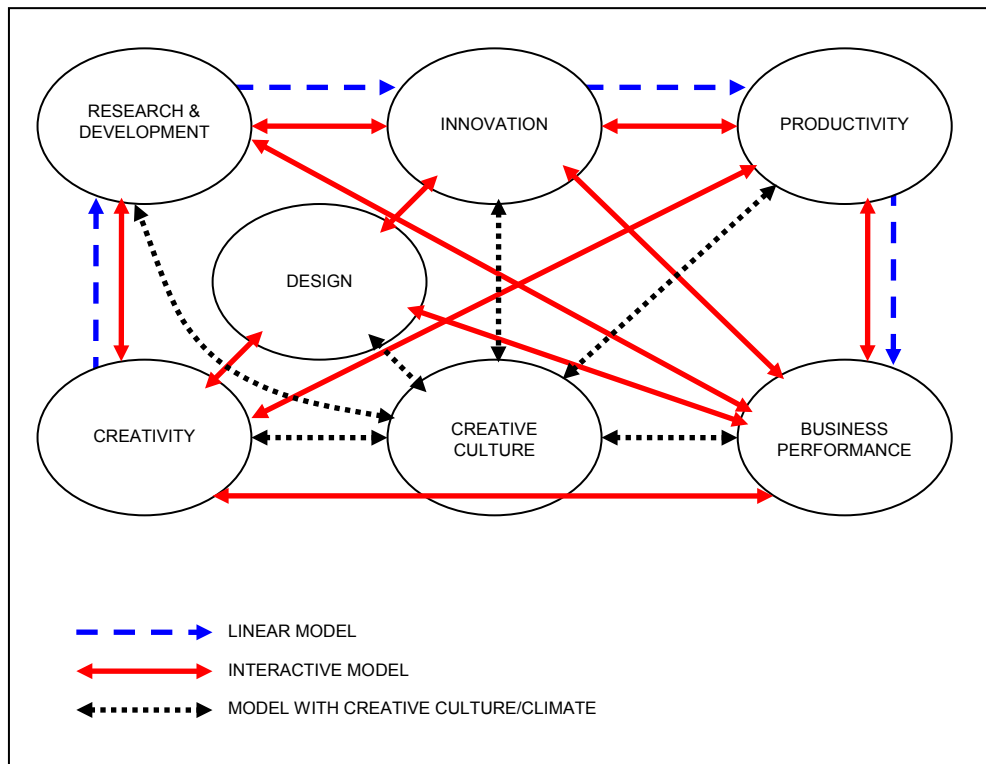 RESEARCH &
DEVELOPMENT
INNOVATION
PRODUCTIVITY
DESIGN
CREATIVITY
CREATIVE
CULTURE
BUSINESS
PERFORMANCE
LINEAR MODEL
INTERACTIVE MODEL
MODEL WITH CREATIVE CULTURE/CLIMATE